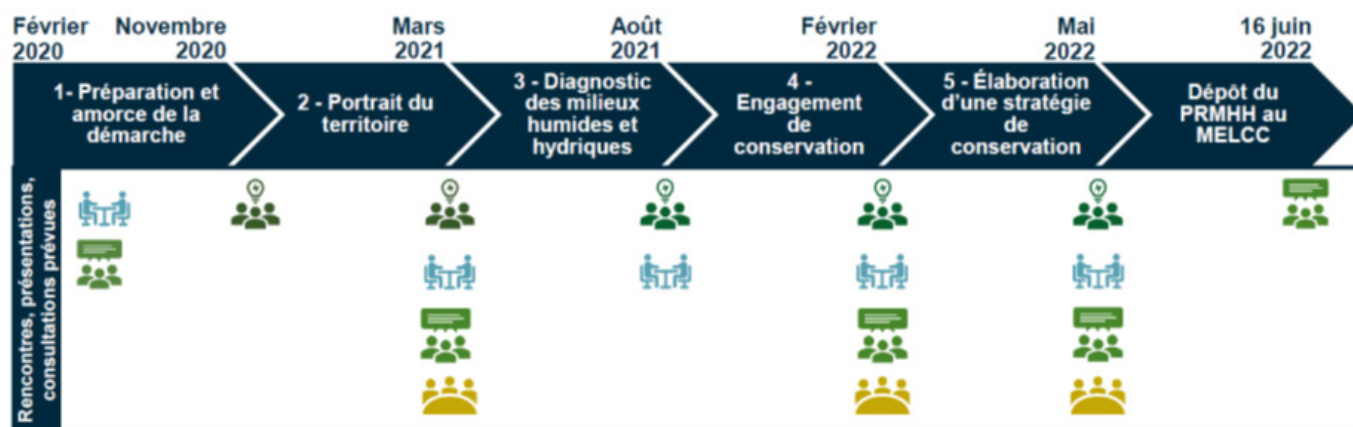 Février
2020
Novembre
2020
Mars
2021
Août
2021
Février
2022
Mai
2022
16 juin
2022
1- Préparation et
amorce de la
démarche
2 - Portrait du
territoire
3 - Diagnostic
des milieux
humides et
hydriques
4 -
Engagement
de
conservation
5 - Élaboration
d'une stratégie
de
conservation
Dépôt du
PRMHH au
MELCC
Rencontres, présentations,
consultations prévues